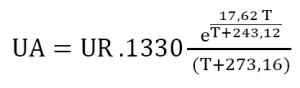 UA = UR .1330 e^(17,62 T / T+243,12) / (T+273,16)